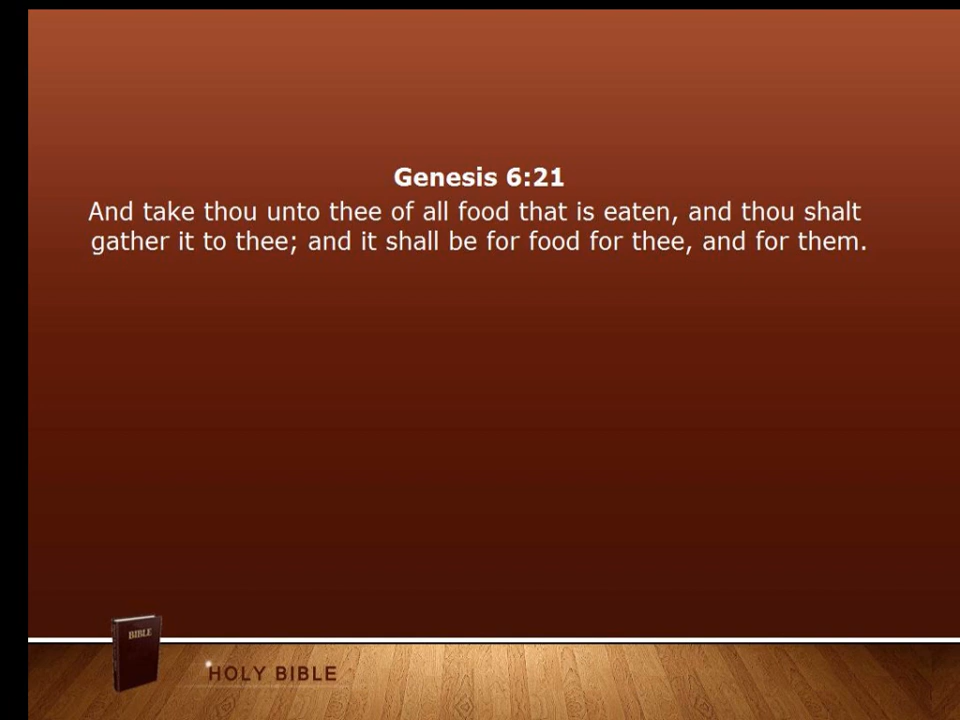 Genesis 6:21
And take thou unto thee of all food that is eaten, and thou shalt
gather it to thee; and it shall be for food for thee, and for them.
BIBLE
HOLY BIBLE